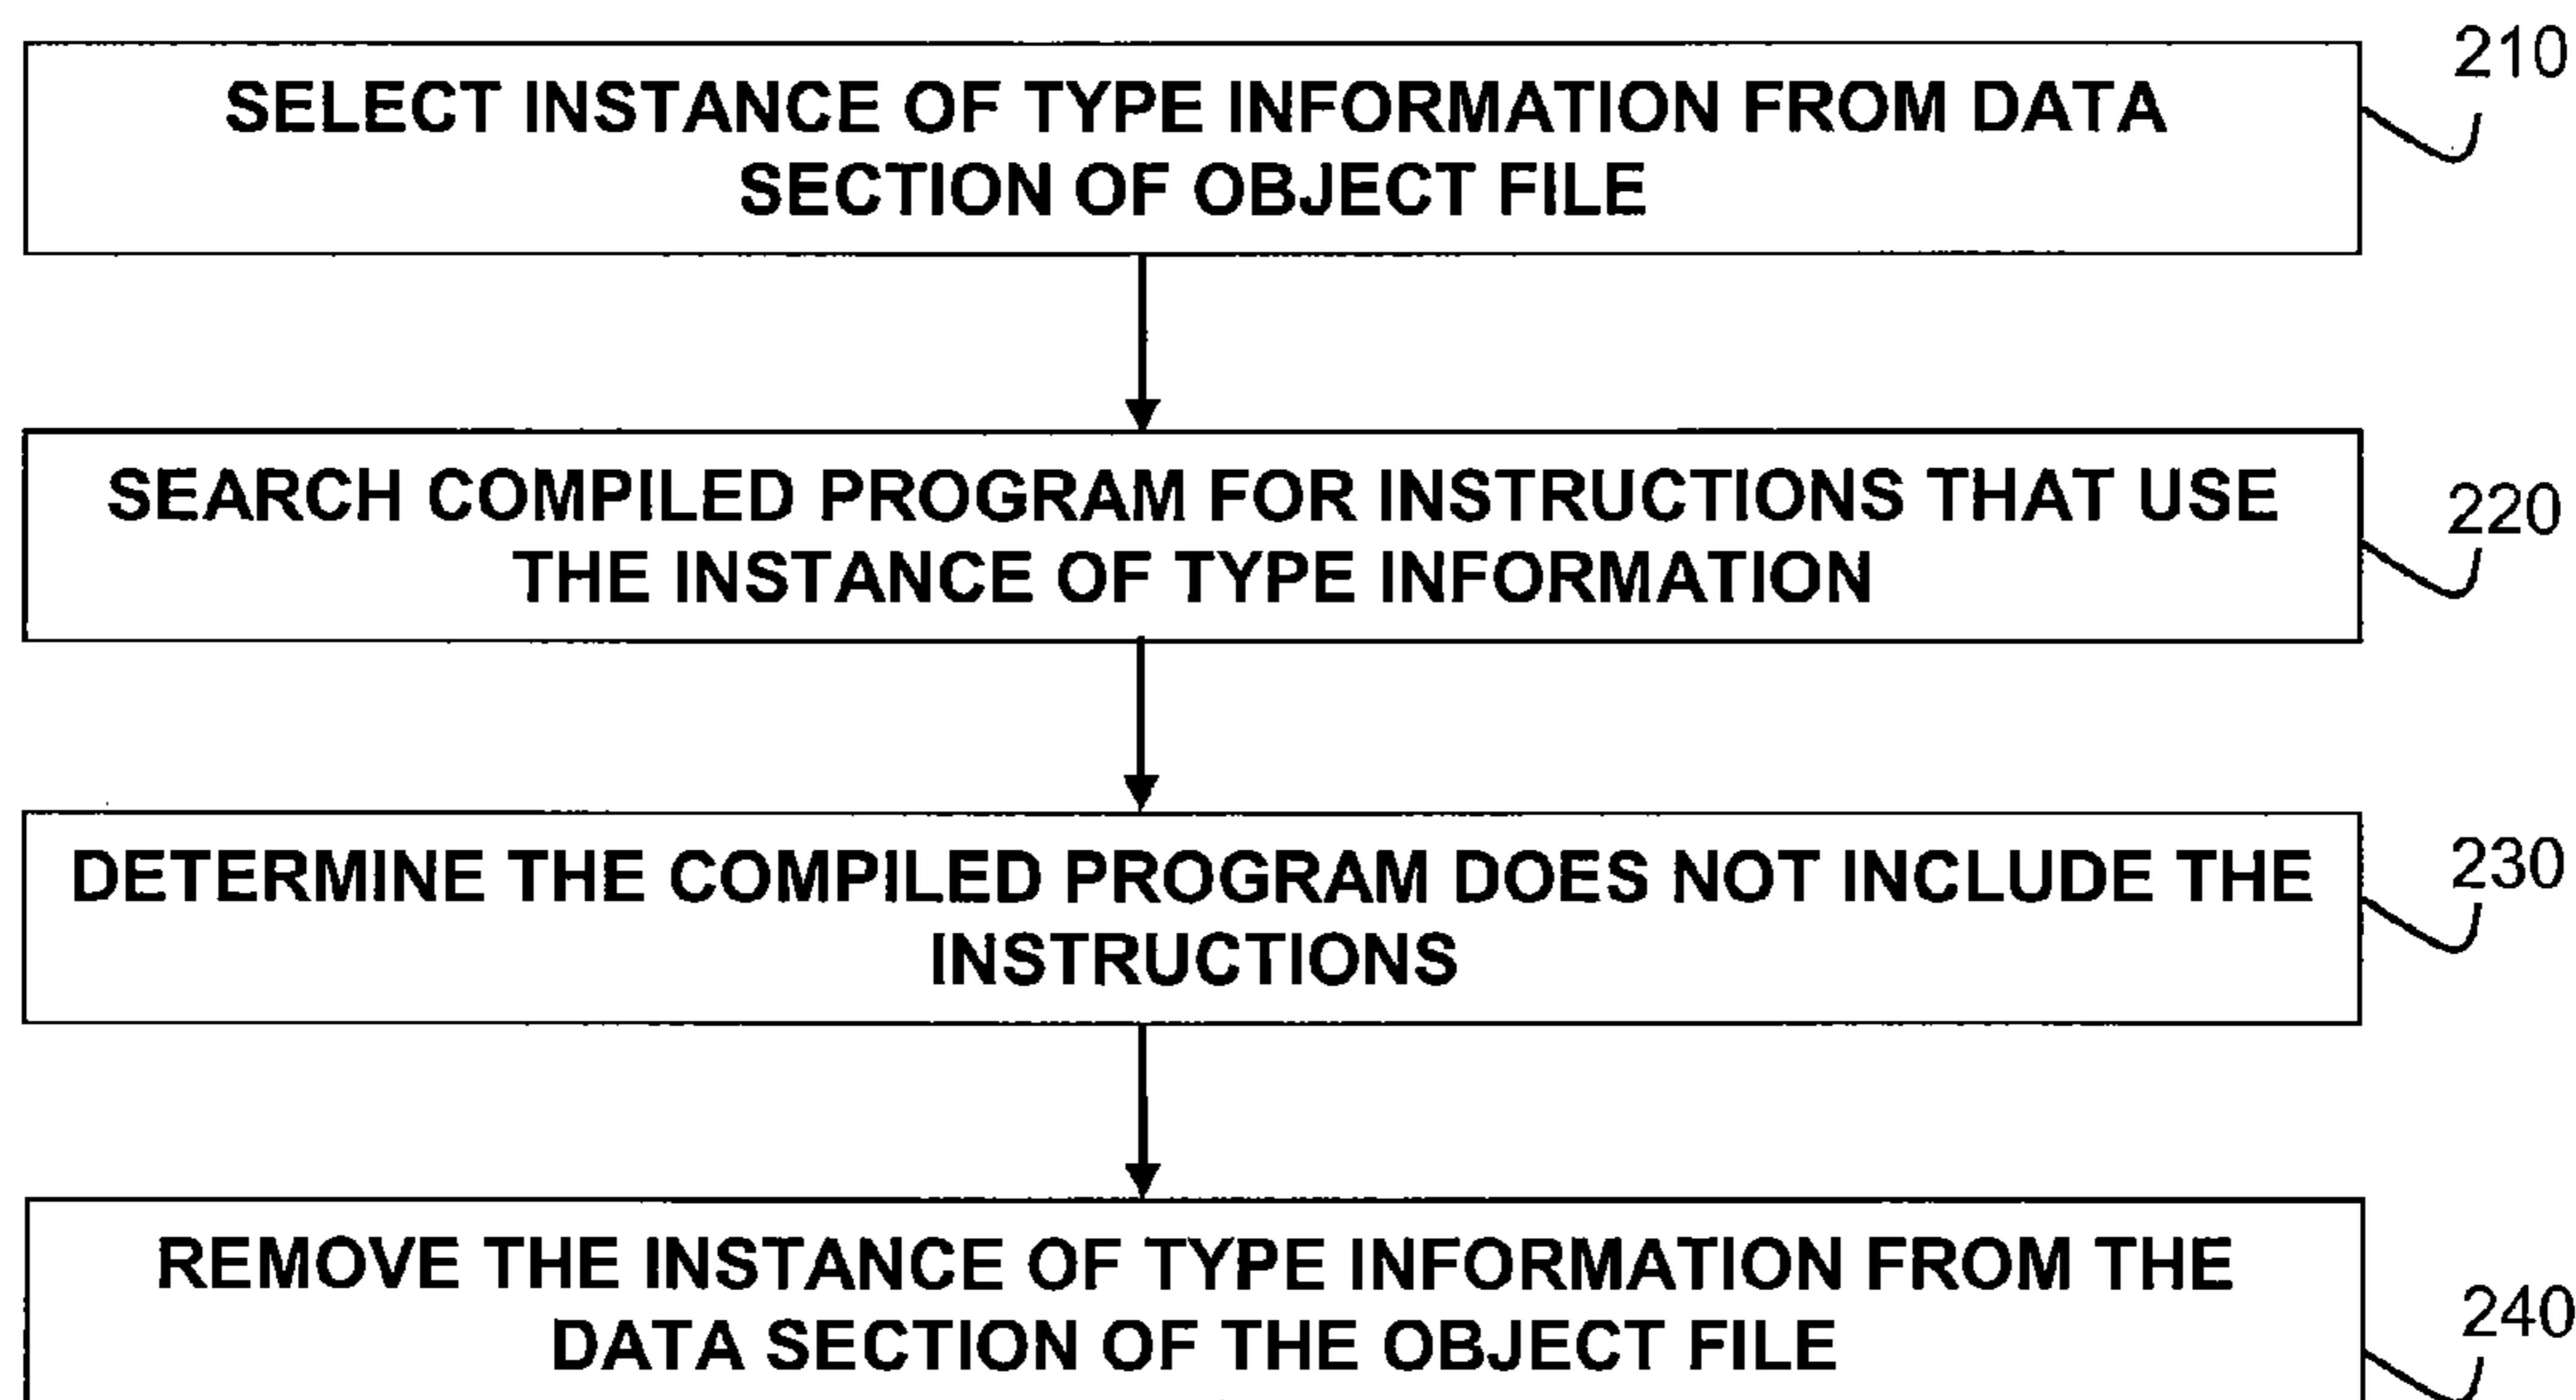 210
SELECT INSTANCE OF TYPE INFORMATION FROM DATA
SECTION OF OBJECT FILE
SEARCH COMPILED PROGRAM FOR INSTRUCTIONS THAT USE
THE INSTANCE OF TYPE INFORMATION
220
DETERMINE THE COMPILED PROGRAM DOES NOT INCLUDE THE
INSTRUCTIONS
230
REMOVE THE INSTANCE OF TYPE INFORMATION FROM THE
DATA SECTION OF THE OBJECT FILE
240